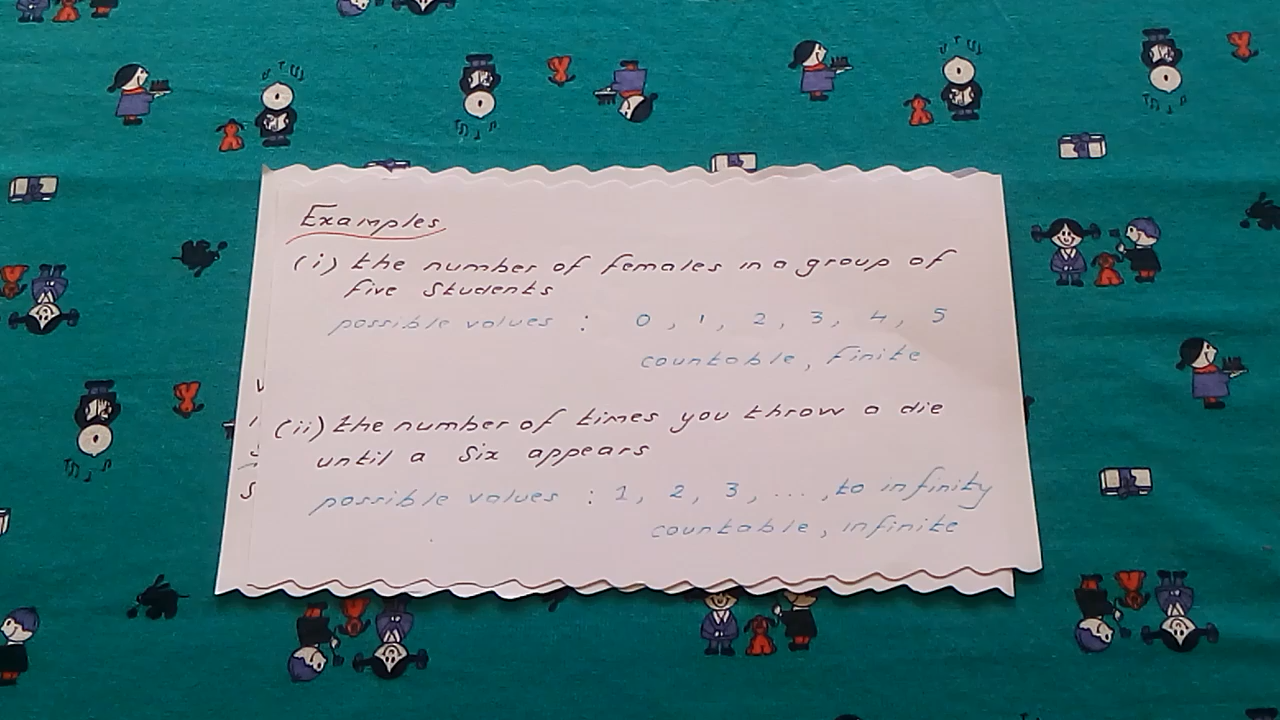 Examples
(i) the number of females in a group of
five students
possible values : 0, 1, 2, 3, 4, 5
countable, finite
(ii) the number of times you throw a die
until a six appears
possible values : 1, 2, 3, ..., to infinity
countable, infinite